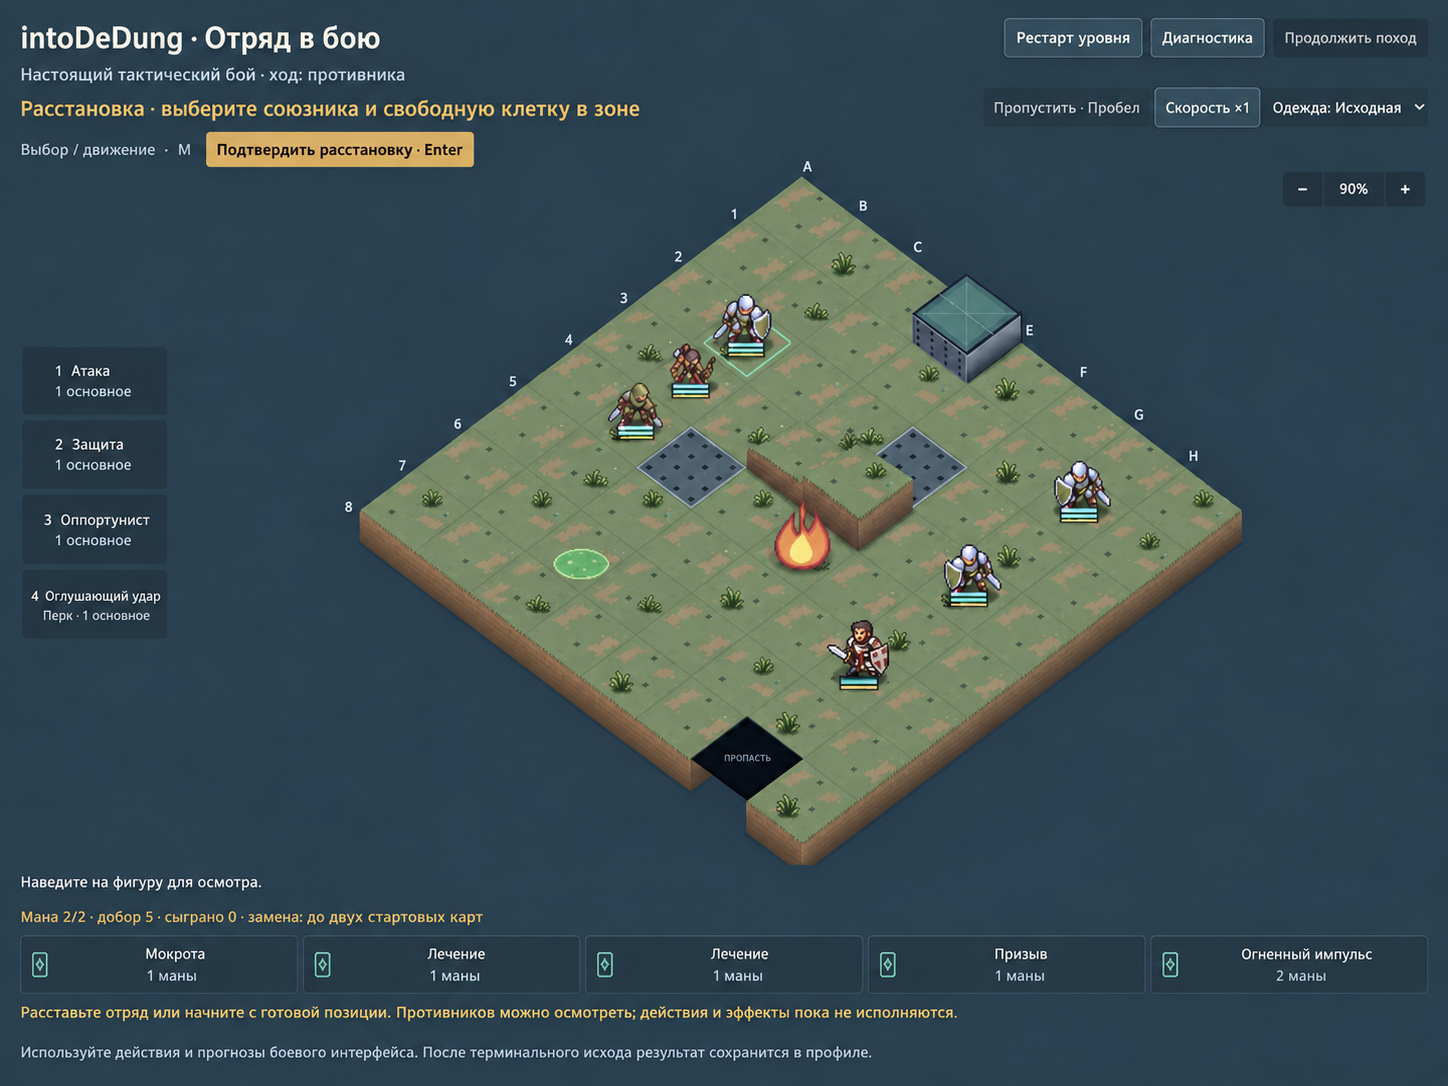 intoDeDung · Отряд в бою
Рестарт уровня
Диагностика
Продолжить поход
Настоящий тактический бой · ход: противника
Расстановка · выберите союзника и свободную клетку в зоне
Пропустить · Пробел
Скорость ×1
Одежда: Исходная
Выбор / движение · M
Подтвердить расстановку · Enter
− 90% +
A
B
C
E
F
G
H
1
2
3
4
5
6
7
8
1 Атака
1 основное
2 Защита
1 основное
3 Оппортунист
1 основное
4 Оглушающий удар
Перк · 1 основное
ПРОПАСТЬ
Наведите на фигуру для осмотра.
Мана 2/2 · добор 5 · сыграно 0 · замена: до двух стартовых карт
Мокрота
1 маны
Лечение
1 маны
Лечение
1 маны
Призыв
1 маны
Огненный импульс
2 маны
Расставьте отряд или начните с готовой позиции. Противников можно осмотреть; действия и эффекты пока не исполняются.
Используйте действия и прогнозы боевого интерфейса. После терминального исхода результат сохранится в профиле.